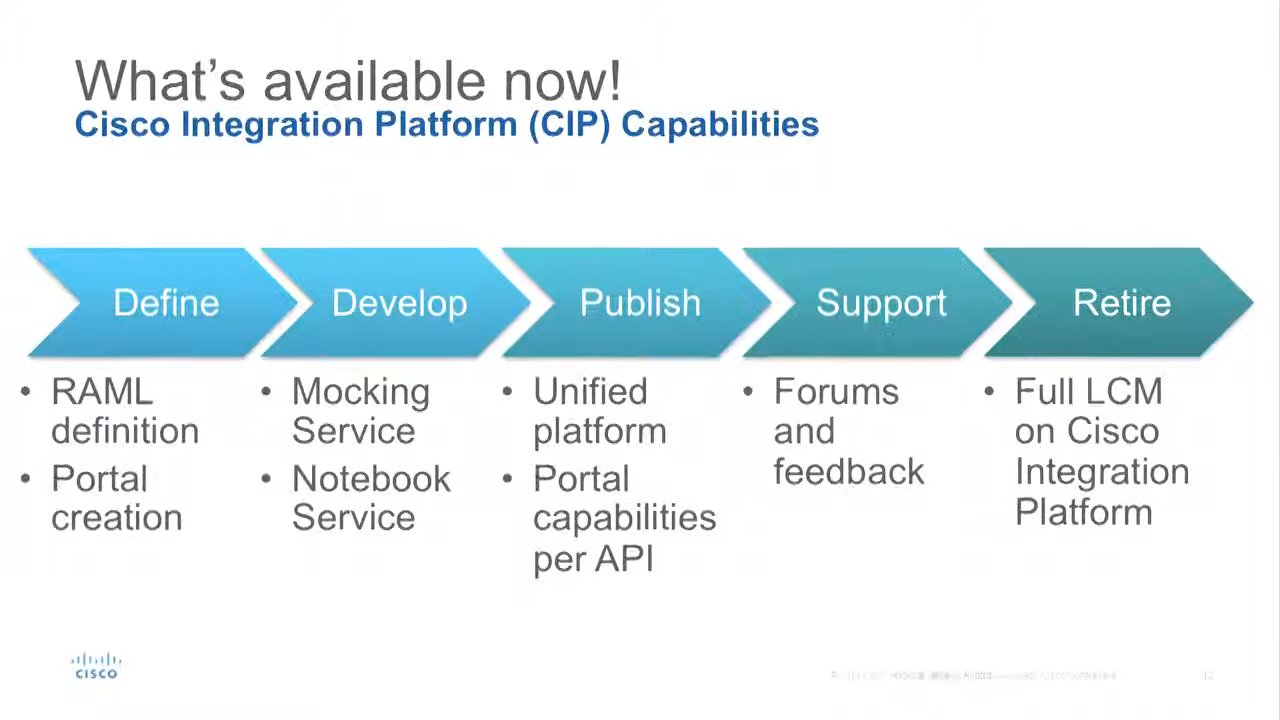 What's available now!
Cisco Integration Platform (CIP) Capabilities
Define
Develop
Publish
Support
Retire
• RAML
definition
• Portal
creation
• Mocking
Service
• Notebook
Service
• Unified
platform
• Portal
capabilities
per API
• Forums
and
feedback
• Full LCM
on Cisco
Integration
Platform
CISCO